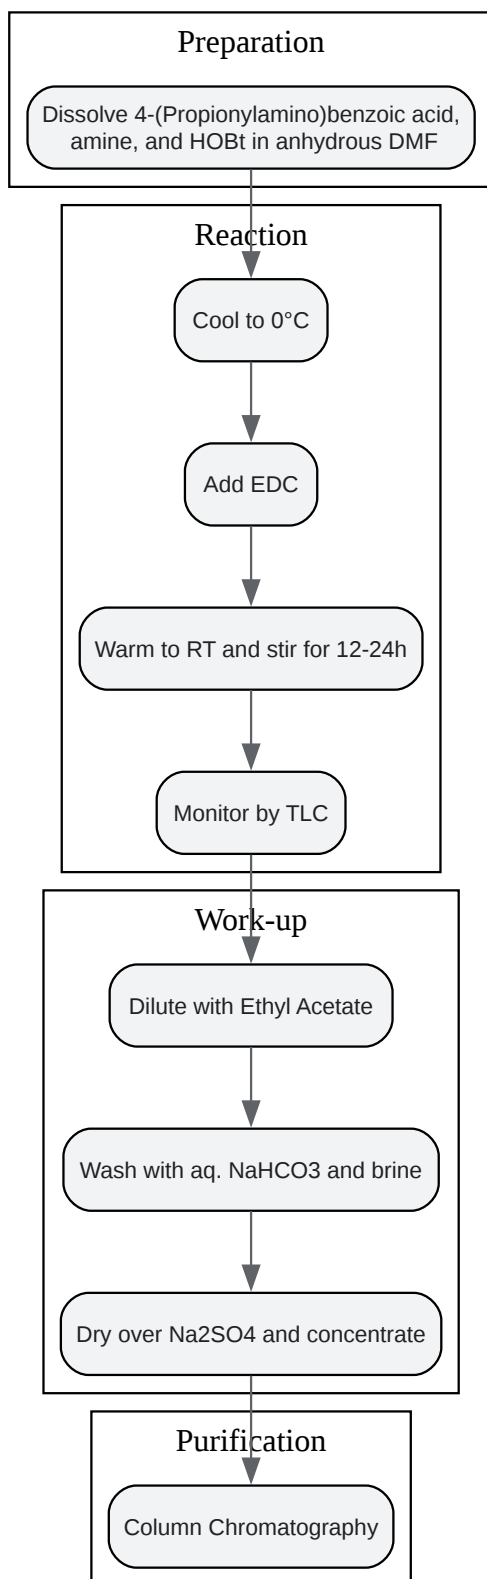 Preparation
Dissolve 4-(Propionylamino)benzoic acid,
amine, and HOBt in anhydrous DMF
Reaction
Cool to 0°C
Add EDC
Warm to RT and stir for 12-24h
Monitor by TLC
Work-up
Dilute with Ethyl Acetate
Wash with aq. NaHCO3 and brine
Dry over Na2SO4 and concentrate
Purification
Column Chromatography